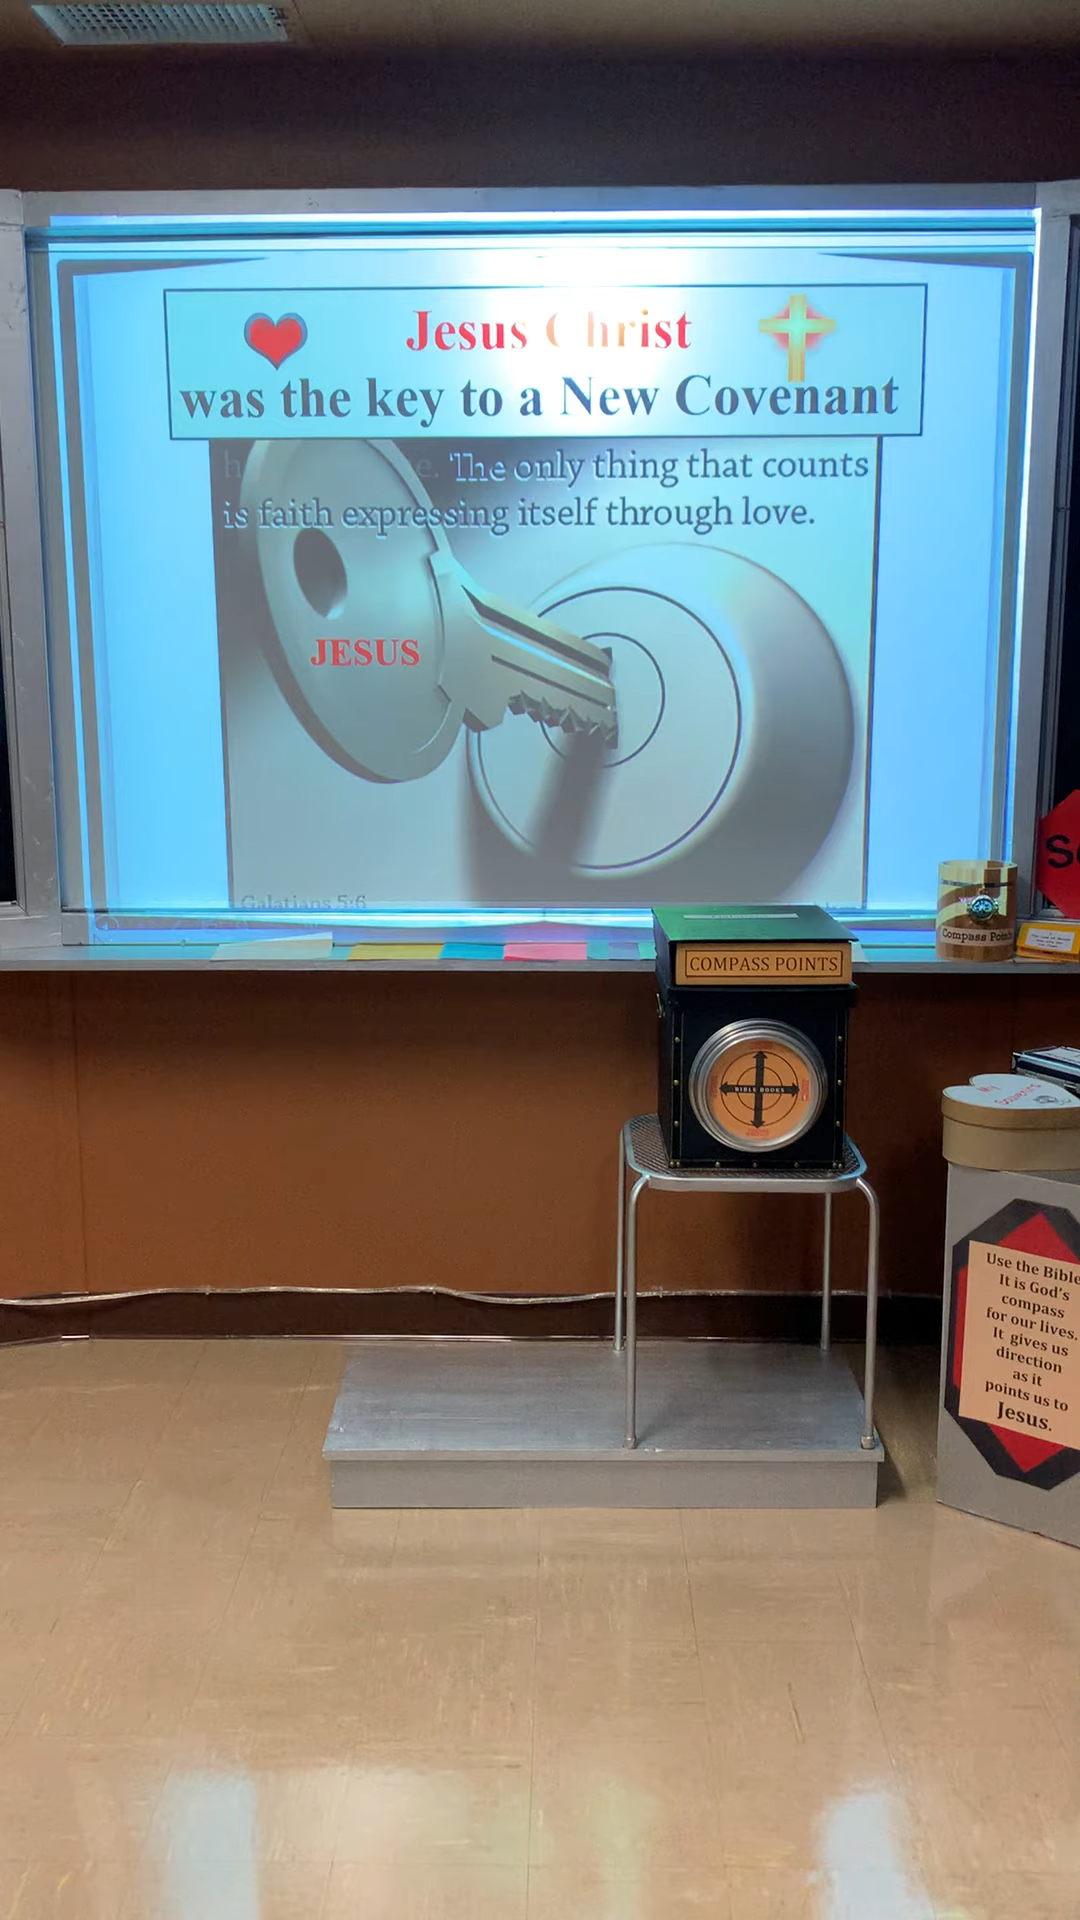 Jesus Christ
was the key to a New Covenant
The only thing that counts
is faith expressing itself through love.
JESUS
Galatians 5:6
Compass Points
COMPASS POINTS
BIBLE BOOKS
My
Use the Bible
It is God's
compass
for our lives.
It gives us
direction
as it
points us to
Jesus.